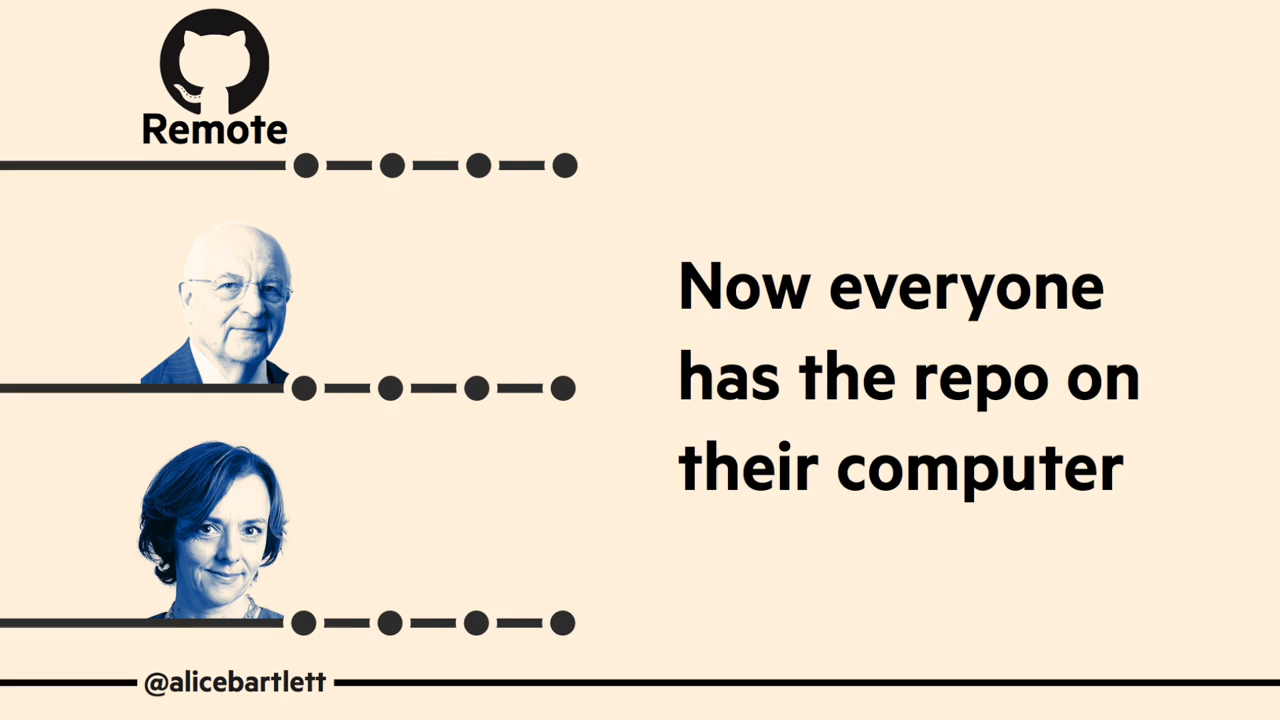 Remote
Now everyone
has the repo on
their computer
@alicebartlett